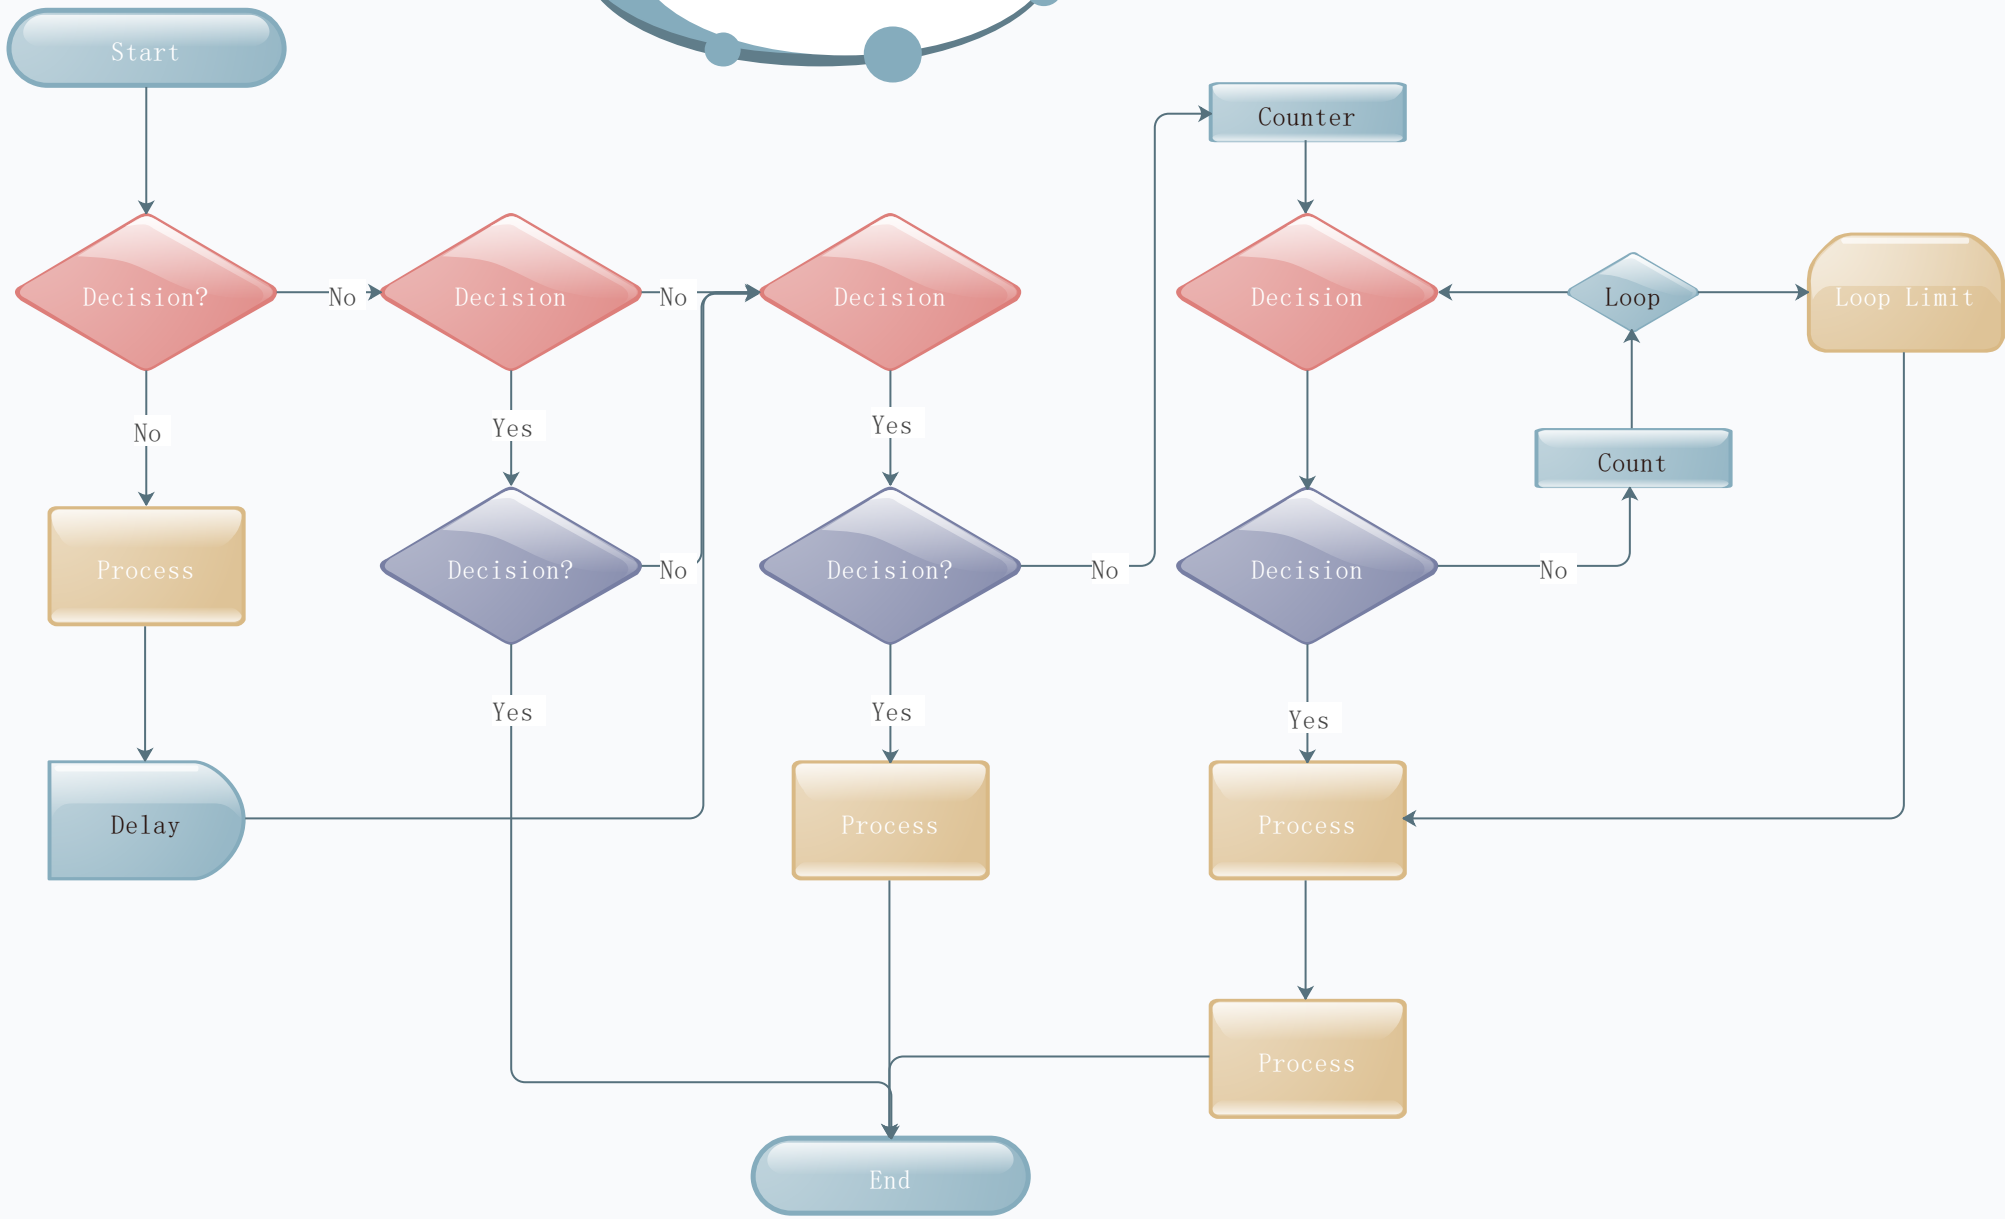 Start
Counter
Decision?
No
Decision
No
Decision
Decision
Loop
Loop Limit
No
Yes
Yes
Count
Process
Decision?
No
Decision?
No
Decision
No
Yes
Yes
Yes
Delay
Process
Process
Process
End